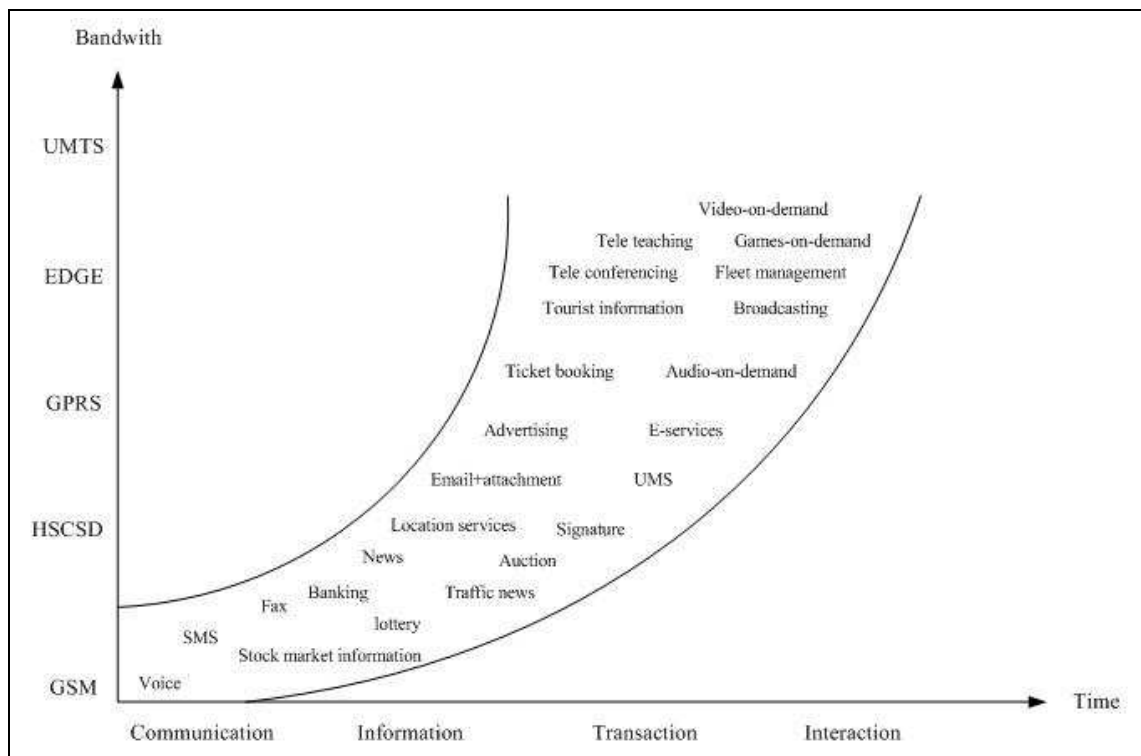 Bandwith
UMTS
Video-on-demand
Tele teaching Games-on-demand
EDGE Tele conferencing Fleet management
Tourist information Broadcasting
Ticket booking Audio-on-demand
GPRS
Advertising E-services
Email+attachment UMS
HSCSD Location services Signature
News Auction
Banking Traffic news
Fax
lottery
SMS
Stock market information
GSM Voice
Time
Communication Information Transaction Interaction